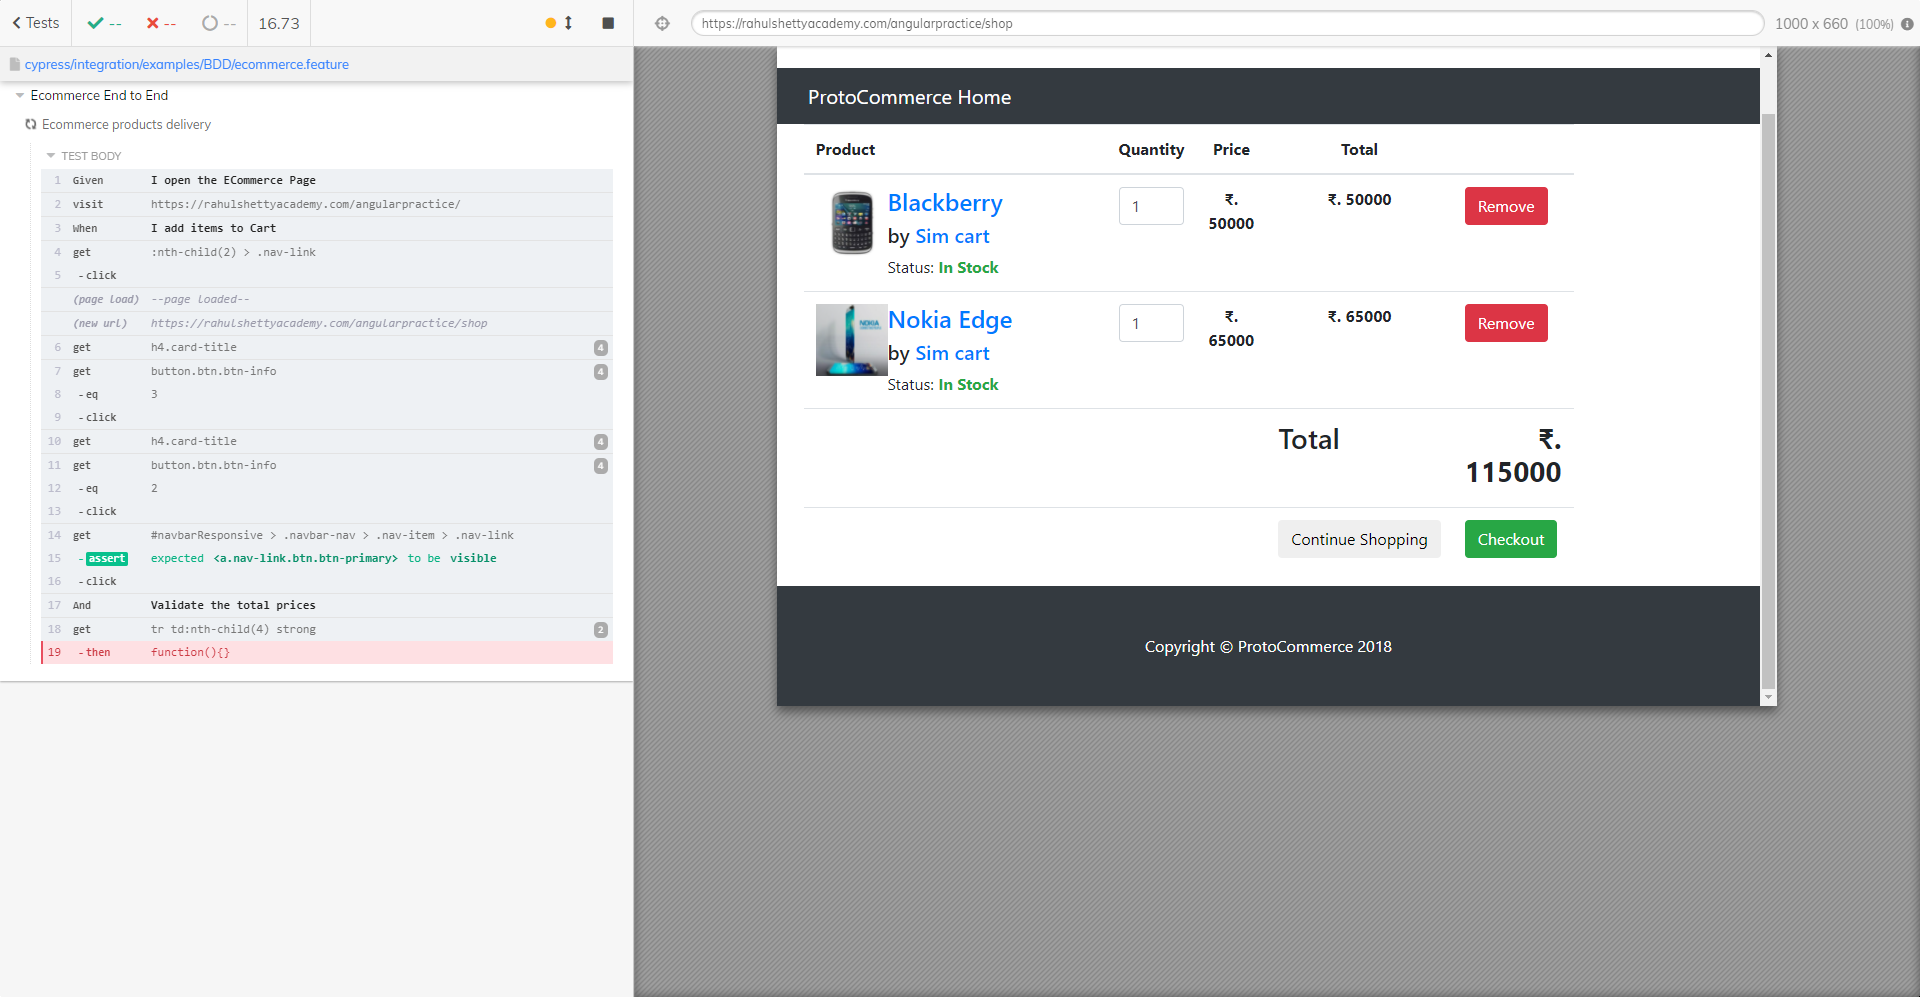 Tests -- -- -- 16.73
https://rahulshettyacademy.com/angularpractice/shop 1000 x 660 (100%)
cypress/integration/examples/BDD/ecommerce.feature
Ecommerce End to End
Ecommerce products delivery
TEST BODY
1 Given I open the ECommerce Page
2 visit https://rahulshettyacademy.com/angularpractice/
3 When I add items to Cart
4 get :nth-child(2) > .nav-link
5 -click
(page load) --page loaded--
(new url) https://rahulshettyacademy.com/angularpractice/shop
6 get h4.card-title 4
7 get button.btn.btn-info 4
8 -eq 3
9 -click
10 get h4.card-title 4
11 get button.btn.btn-info 4
12 -eq 2
13 -click
14 get #navbarResponsive > .navbar-nav > .nav-item > .nav-link
15 -assert expected <a.nav-link.btn.btn-primary> to be visible
16 -click
17 And Validate the total prices
18 get tr td:nth-child(4) strong 2
19 -then function(){}
ProtoCommerce Home
Product Quantity Price Total
Blackberry 1 ₹. 50000 ₹. 50000 Remove
by Sim cart
Status: In Stock
NOKIA
Nokia Edge 1 ₹. 65000 ₹. 65000 Remove
by Sim cart
Status: In Stock
Total ₹.
115000
Continue Shopping Checkout
Copyright © ProtoCommerce 2018